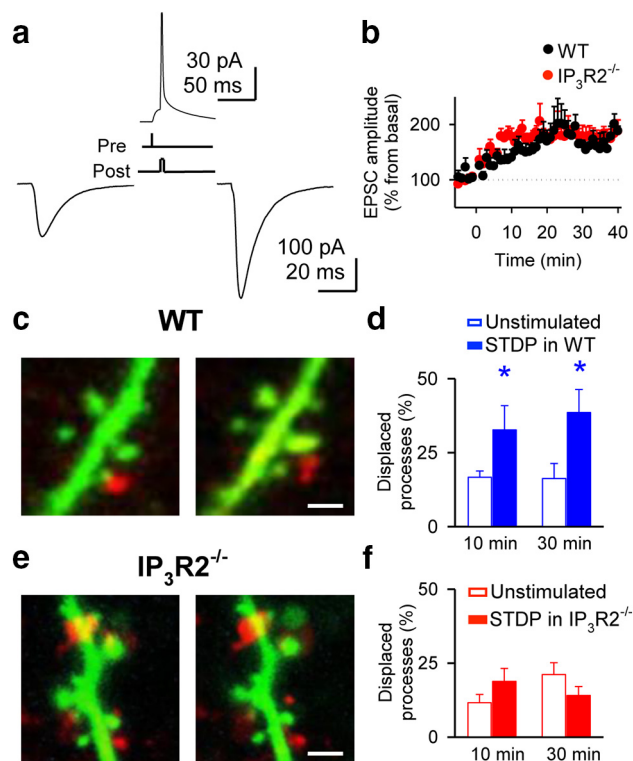 a
30 pA
50 ms
Pre
Post
100 pA
20 ms
b
WT
IP₃R2⁻/⁻
EPSC amplitude
(% from basal)
200
100
0 10 20 30 40
Time (min)
c
WT
d
Unstimulated
STDP in WT
* *
Displaced
processes (%)
50
25
0
10 min 30 min
e
IP₃R2⁻/⁻
f
Unstimulated
STDP in IP₃R2⁻/⁻
Displaced
processes (%)
50
25
0
10 min 30 min